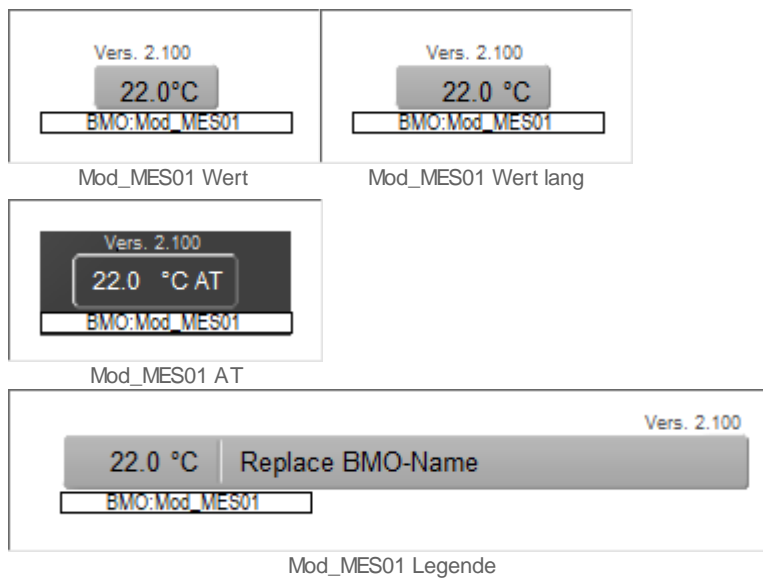 Vers. 2.100
22.0°C
BMO:Mod_MES01
Mod_MES01 Wert
Vers. 2.100
22.0 °C
BMO:Mod_MES01
Mod_MES01 Wert lang
Vers. 2.100
22.0 °C AT
BMO:Mod_MES01
Mod_MES01 AT
Vers. 2.100
22.0 °C Replace BMO-Name
BMO:Mod_MES01
Mod_MES01 Legende